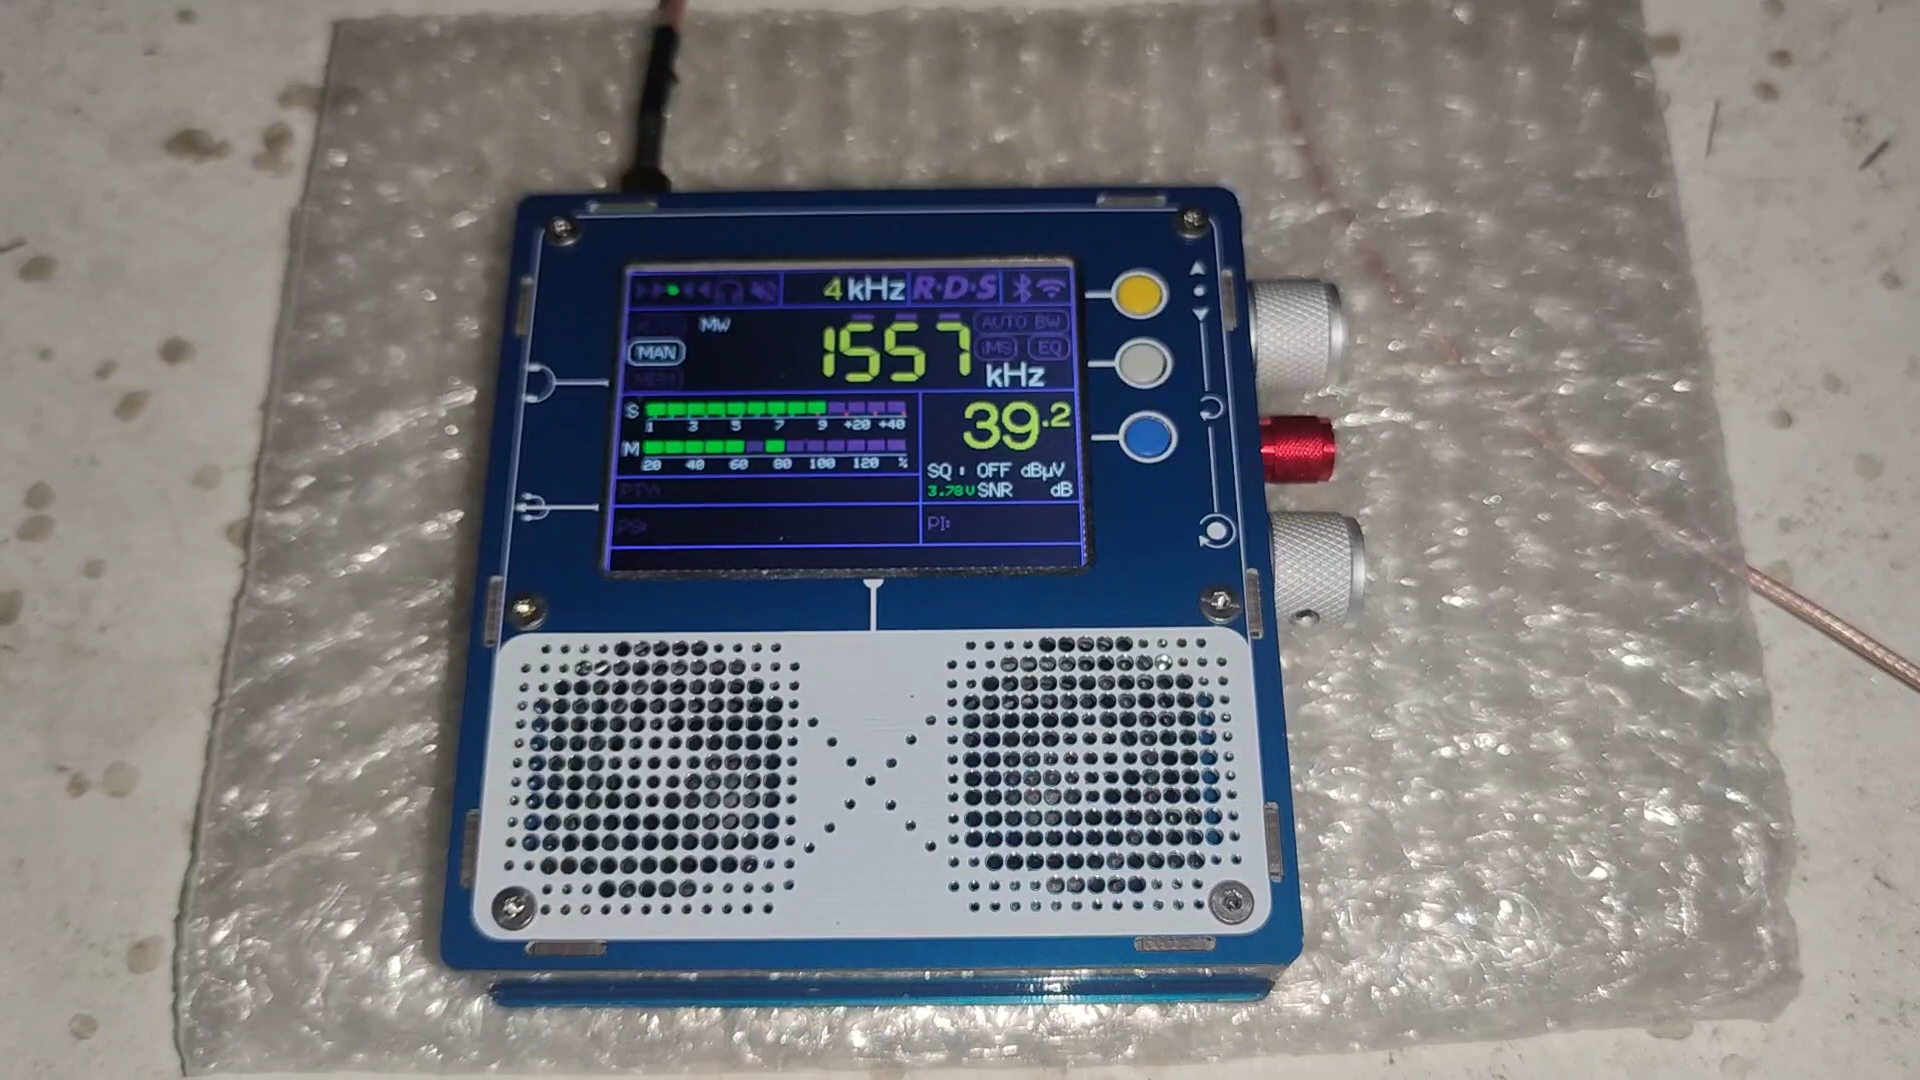 4 kHz R·D·S
MW 1557 kHz AUTO BW
MAN iMS EQ
S 1 3 5 7 9 +20 +40
39.2
M 20 40 60 80 100 120 %
SQ: OFF dBµV
3.78V SNR dB
PTY:
PS: PI: